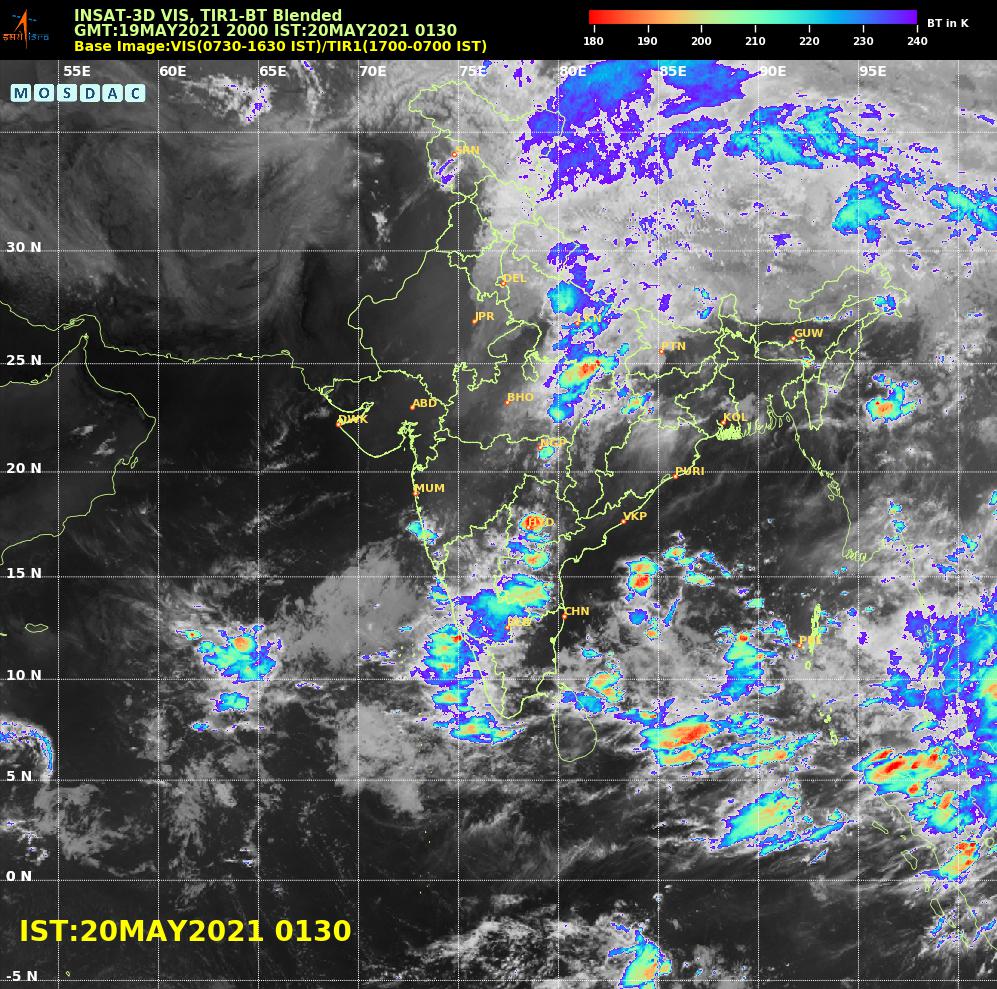 INSAT-3D VIS, TIR1-BT Blended
GMT:19MAY2021 2000 IST:20MAY2021 0130
Base Image:VIS(0730-1630 IST)/TIR1(1700-0700 IST)
BT in K
180 190 200 210 220 230 240
55E 60E 65E 70E 75E 80E 85E 90E 95E
MOSDAC
SRN
30 N
DEL
JPR
LKN
GUW
PTN
25 N
BHO
ABD
DWK
KOL
NGP
20 N
PURI
MUM
VKP
HYD
15 N
CHN
BLR
PBL
10 N
5 N
0 N
IST:20MAY2021 0130
-5 N